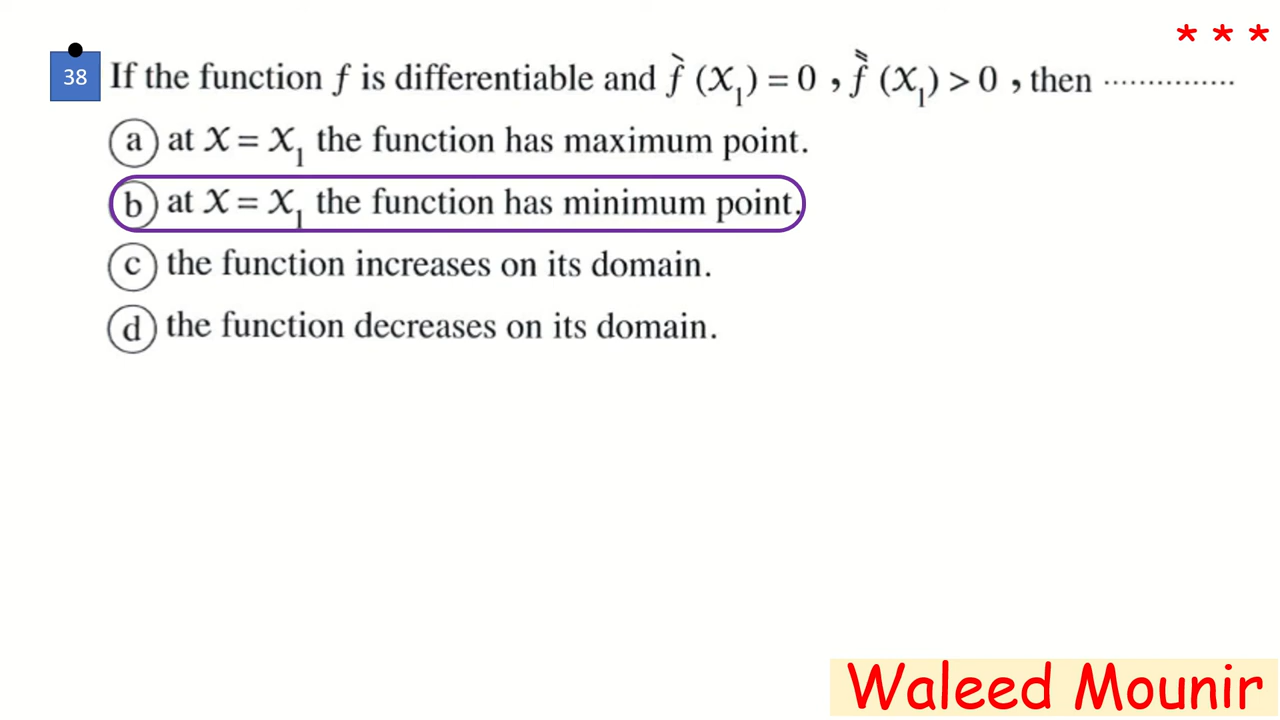 * * *
38 If the function f is differentiable and f̀ (X₁) = 0 , f̏ (X₁) > 0 , then ...............
a at X = X₁ the function has maximum point.
b at X = X₁ the function has minimum point.
c the function increases on its domain.
d the function decreases on its domain.
Waleed Mounir